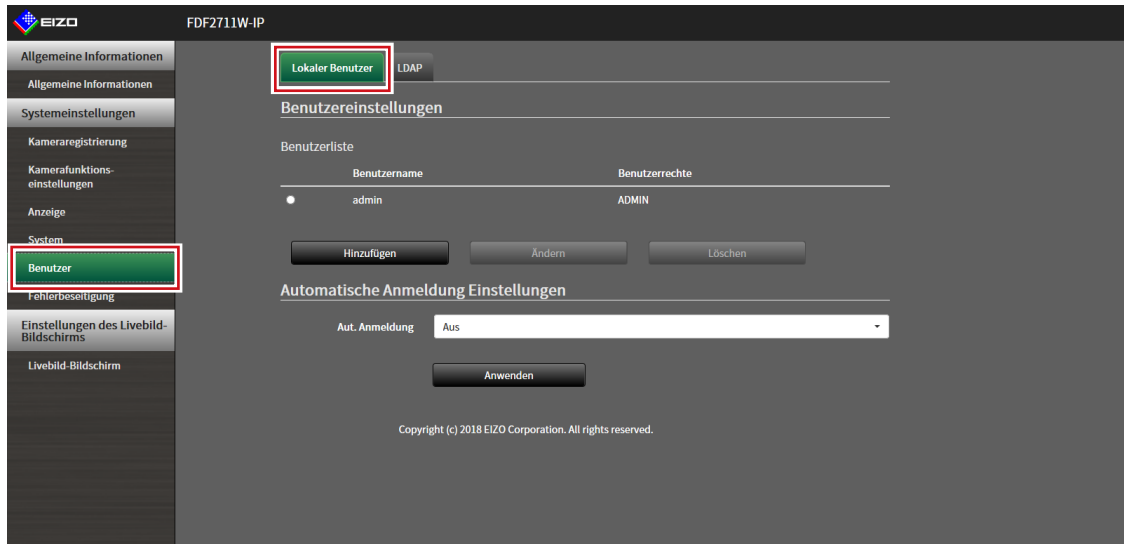 EIZO
FDF2711W-IP
Allgemeine Informationen
Allgemeine Informationen
Systemeinstellungen
Kameraregistrierung
Kamerafunktions-
einstellungen
Anzeige
System
Benutzer
Fehlerbeseitigung
Einstellungen des Livebild-
Bildschirms
Livebild-Bildschirm
Lokaler Benutzer LDAP
Benutzereinstellungen
Benutzerliste
Benutzername Benutzerrechte
admin ADMIN
Hinzufügen Ändern Löschen
Automatische Anmeldung Einstellungen
Aut. Anmeldung Aus
Anwenden
Copyright (c) 2018 EIZO Corporation. All rights reserved.